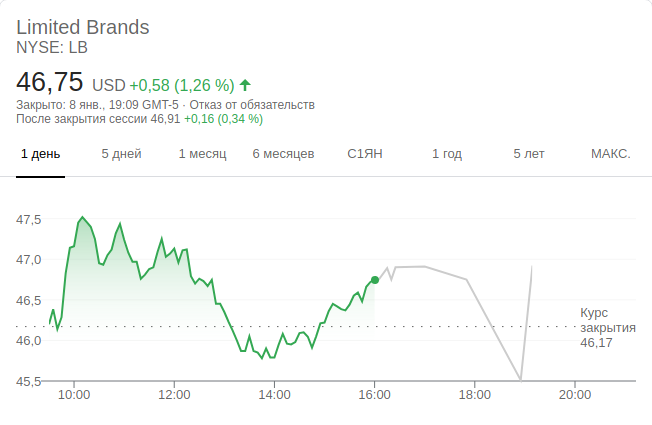 Limited Brands
NYSE: LB
46,75 USD +0,58 (1,26 %)
Закрыто: 8 янв., 19:09 GMT-5 · Отказ от обязательств
После закрытия сессии 46,91 +0,16 (0,34 %)
1 день 5 дней 1 месяц 6 месяцев С1ЯН 1 год 5 лет МАКС.
47,5
47,0
46,5
46,0
45,5
Курс
закрытия
46,17
10:00 12:00 14:00 16:00 18:00 20:00